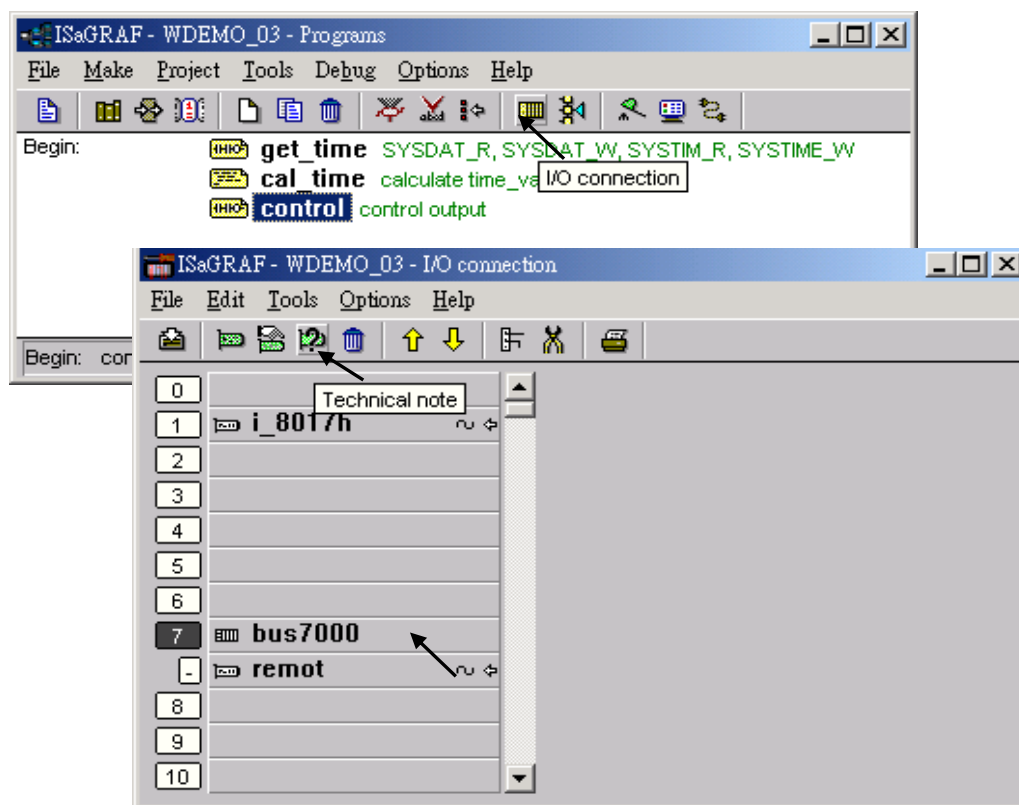 ISaGRAF - WDEMO_03 - Programs
File Make Project Tools Debug Options Help
Begin:
get_time SYSDAT_R, SYSDAT_W, SYSTIM_R, SYSTIME_W
cal_time calculate time_va
I/O connection
control control output
Begin: cor
ISaGRAF - WDEMO_03 - I/O connection
File Edit Tools Options Help
Technical note
0
1 i_8017h
2
3
4
5
6
7 bus7000
- remot
8
9
10